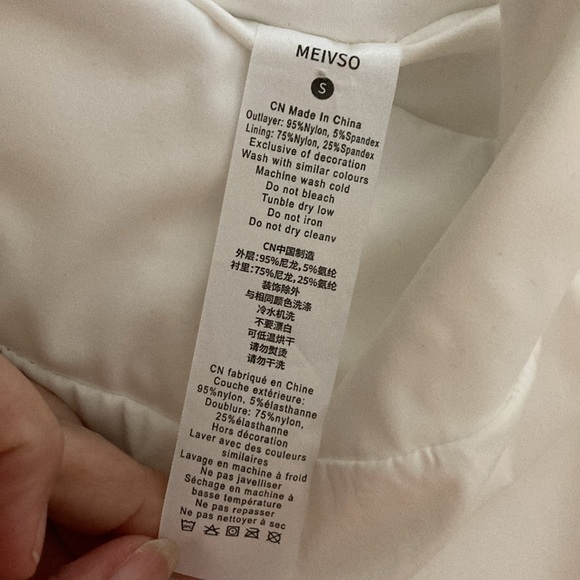 MEIVSO
S
CN Made In China
Outlayer: 95%Nylon, 5%Spandex
Lining: 75%Nylon, 25%Spandex
Exclusive of decoration
Wash with similar colours
Machine wash cold
Do not bleach
Tunble dry low
Do not iron
Do not dry cleanv
CN中国制造
外层:95%尼龙,5%氨纶
衬里:75%尼龙,25%氨纶
装饰除外
与相同颜色洗涤
冷水机洗
不要漂白
可低温烘干
请勿熨烫
请勿干洗
CN fabriqué en Chine
Couche extérieure:
95%nylon, 5%élasthanne
Doublure: 75%nylon,
25%élasthanne
Hors décoration
Laver avec des couleurs
similaires
Lavage en machine à froid
Ne pas javelliser
Séchage en machine à
basse température
Ne pas repasser
Ne pas nettoyer à sec